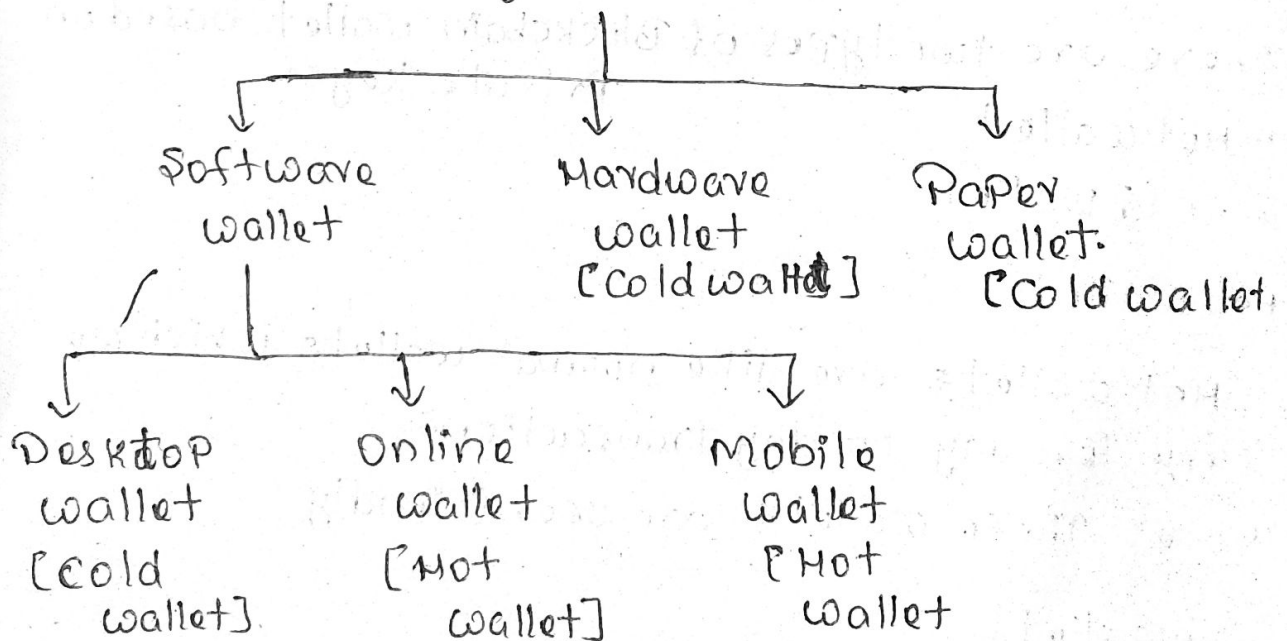 Software
wallet
Hardware
wallet
[Cold wallet]
Paper
wallet.
[Cold wallet
Desktop
wallet
[Cold
wallet]
Online
wallet
[Hot
wallet]
Mobile
wallet
[Hot
wallet